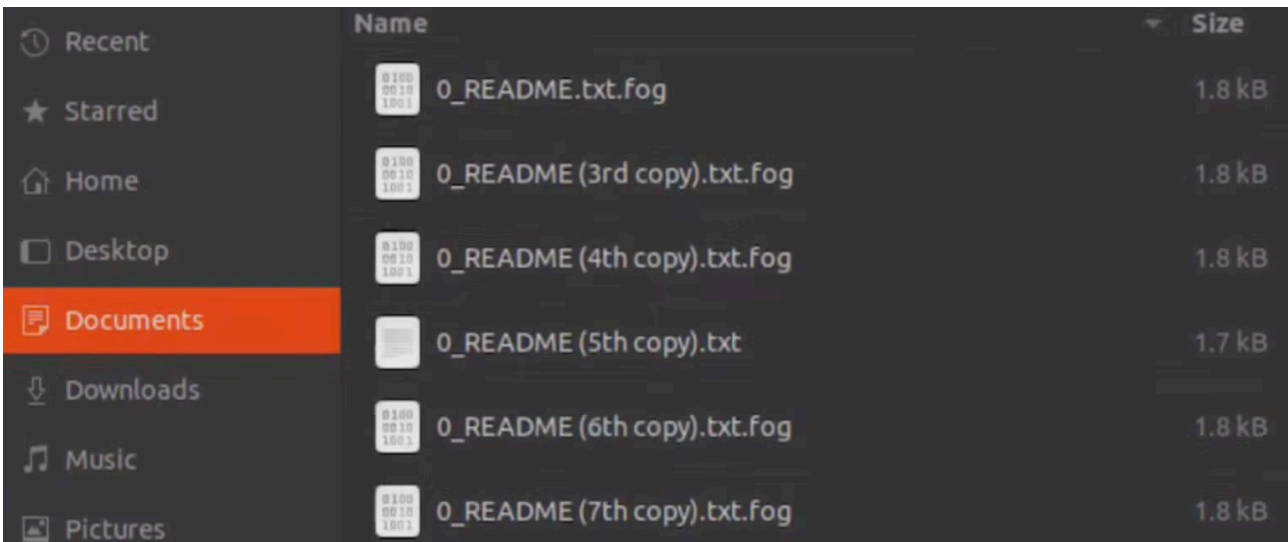 Recent
Starred
Home
Desktop
Documents
Downloads
Music
Pictures
Name Size
0_README.txt.fog 1.8 kB
0_README (3rd copy).txt.fog 1.8 kB
0_README (4th copy).txt.fog 1.8 kB
0_README (5th copy).txt 1.7 kB
0_README (6th copy).txt.fog 1.8 kB
0_README (7th copy).txt.fog 1.8 kB